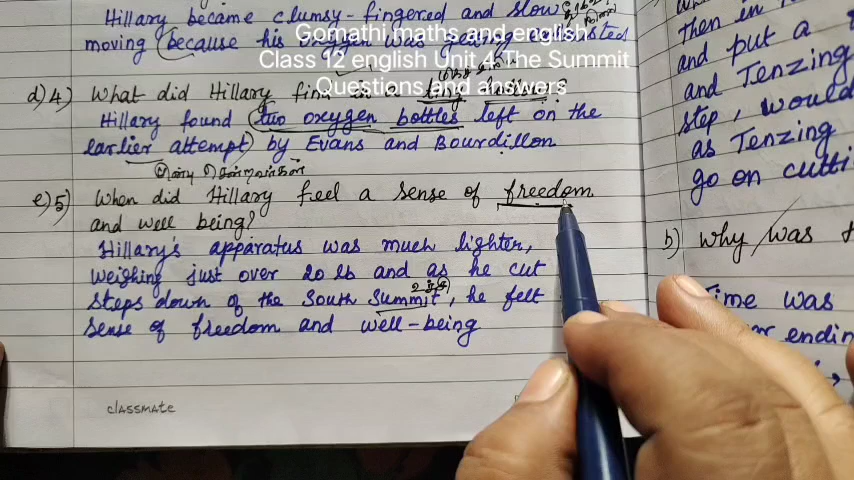 Hillary became clumsy-fingered and slow
moving (because his oxygen was getting
Gomathi maths and english
Class 12 english Unit 4 The Summit
Questions and answers
d) 4) What did Hillary find in
Hillary found (two oxygen bottles left on the
earlier attempt) by Evans and Bourdillon
e) 5) When did Hillary feel a sense of freedom
and well being?
Hillary's apparatus was much lighter,
weighing just over 20 lb and as he cut
steps down of the South Summit, he felt
sense of freedom and well-being
classmate
then in
and put a
and Tenzing
step, would
as Tenzing
go on cutti
b) Why was
Time was
endin